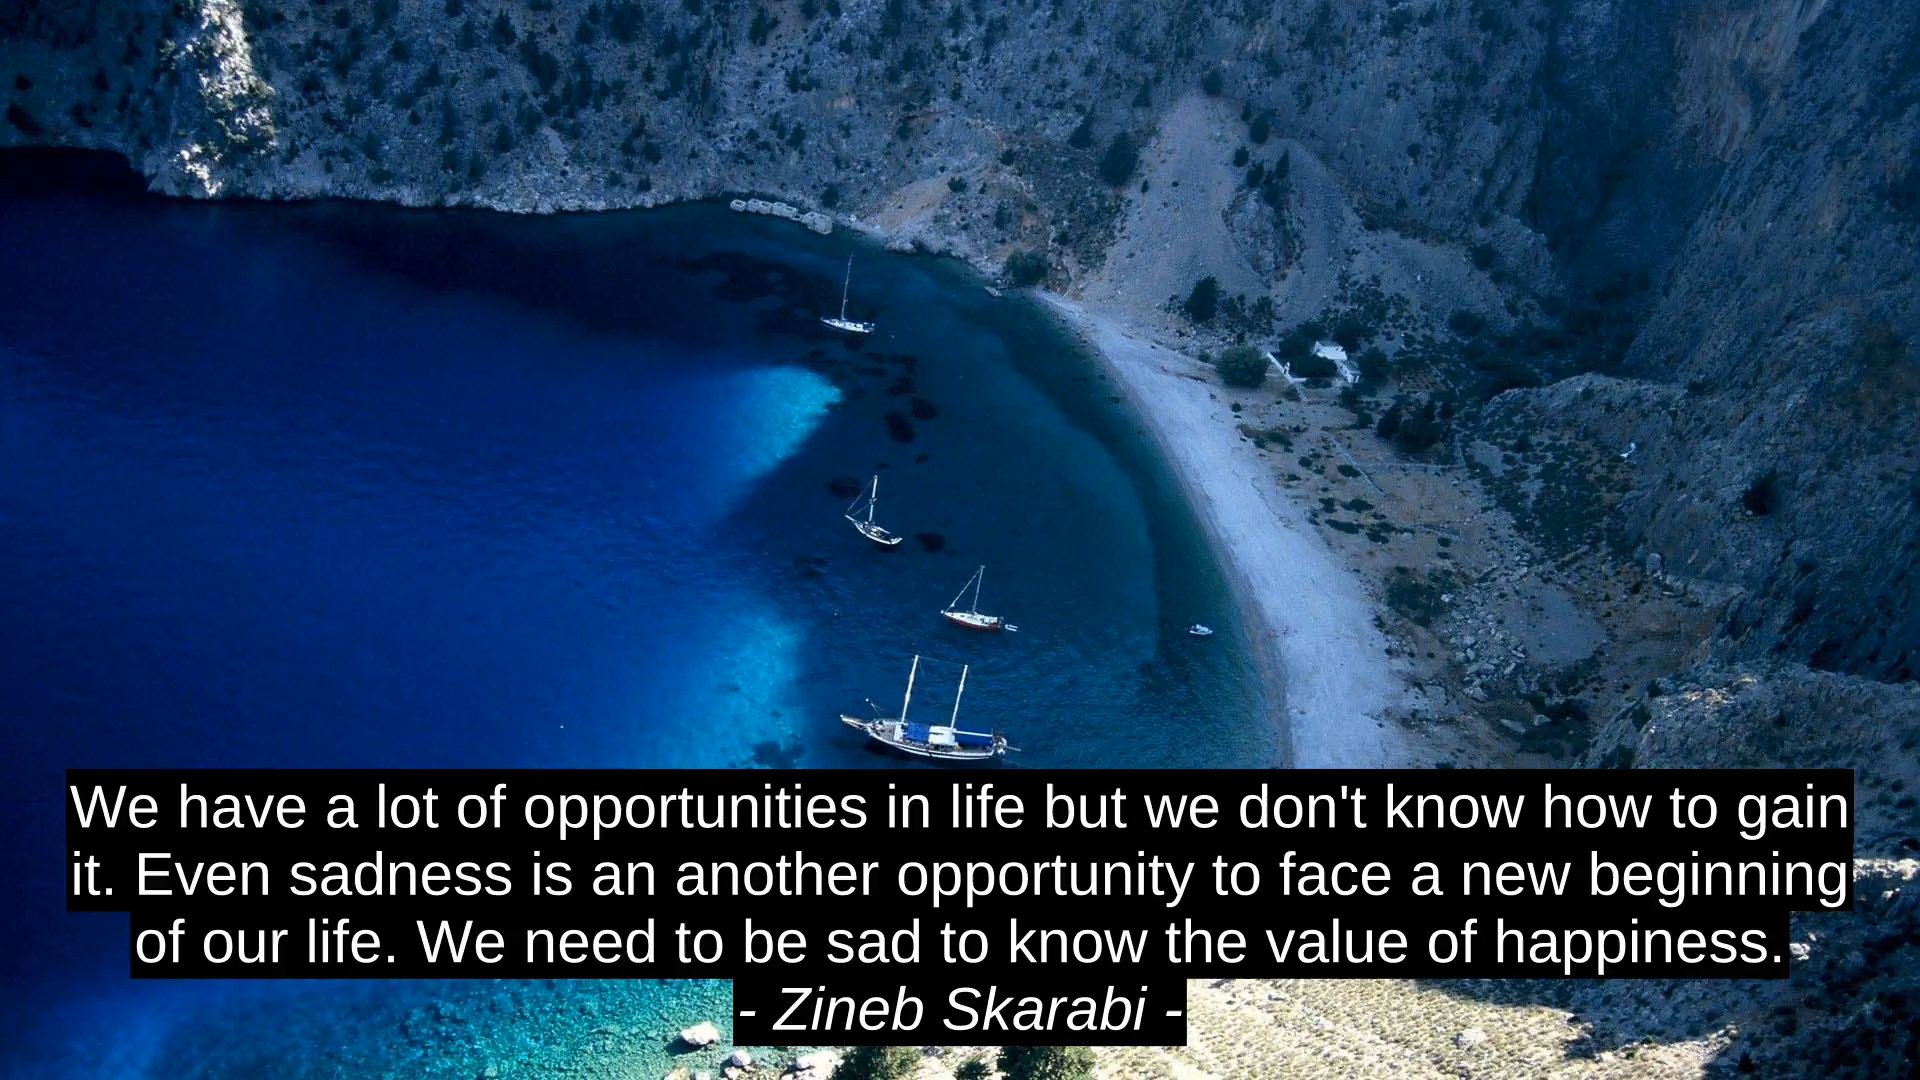 We have a lot of opportunities in life but we don't know how to gain
it. Even sadness is an another opportunity to face a new beginning
of our life. We need to be sad to know the value of happiness.
- Zineb Skarabi -